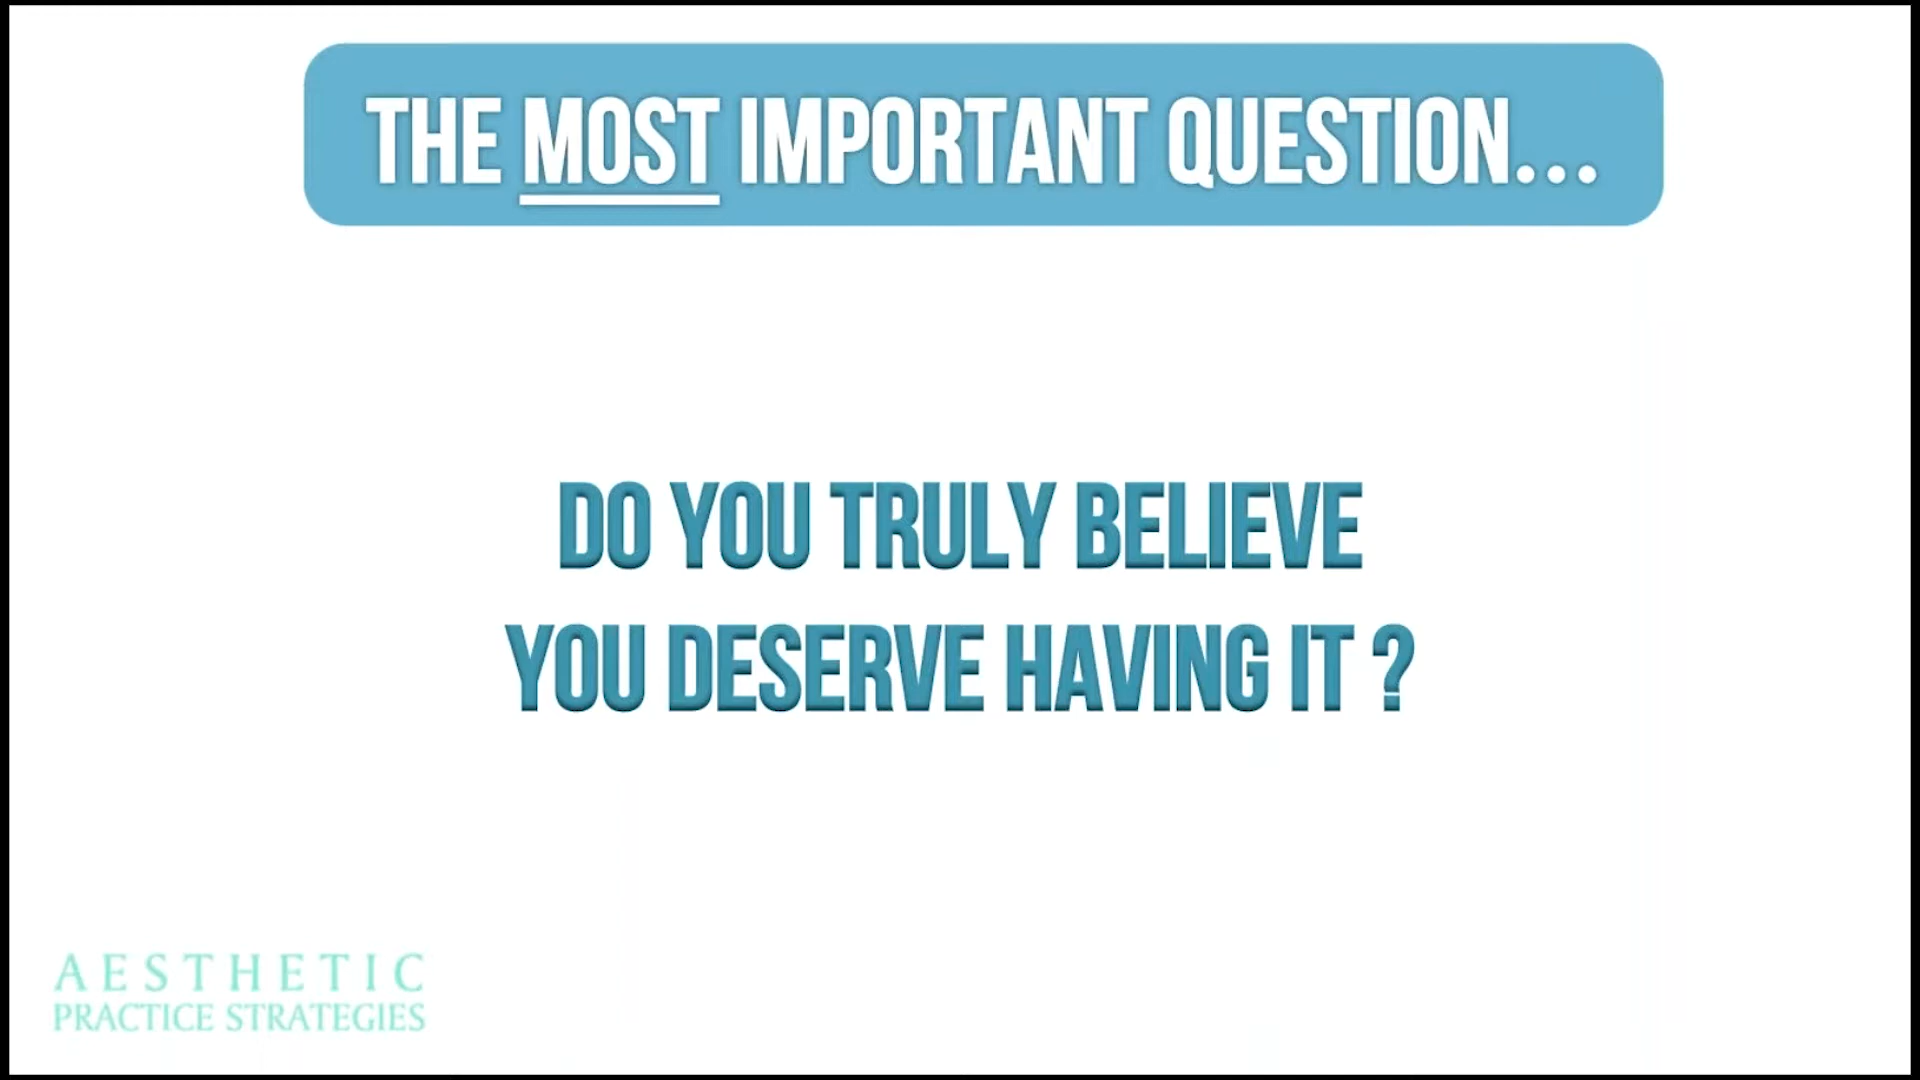 THE MOST IMPORTANT QUESTION...
DO YOU TRULY BELIEVE
YOU DESERVE HAVING IT ?
AESTHETIC
PRACTICE STRATEGIES